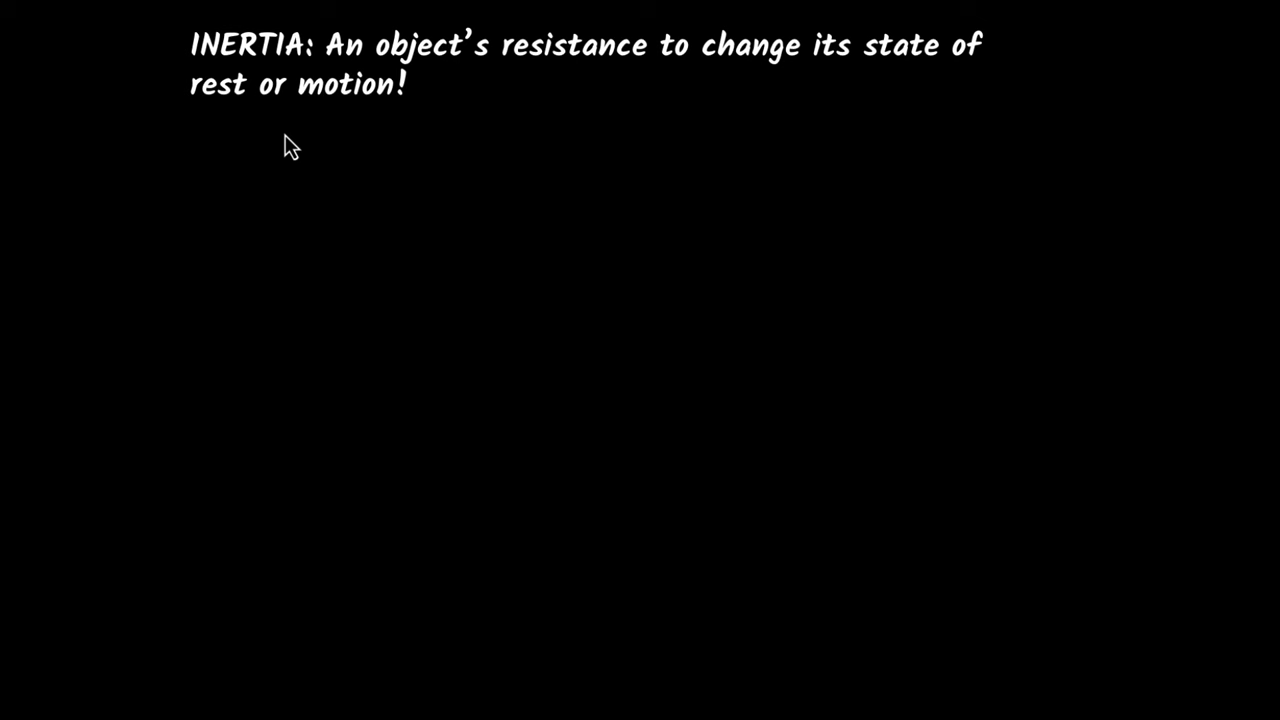 INERTIA: An object’s resistance to change its state of
rest or motion!